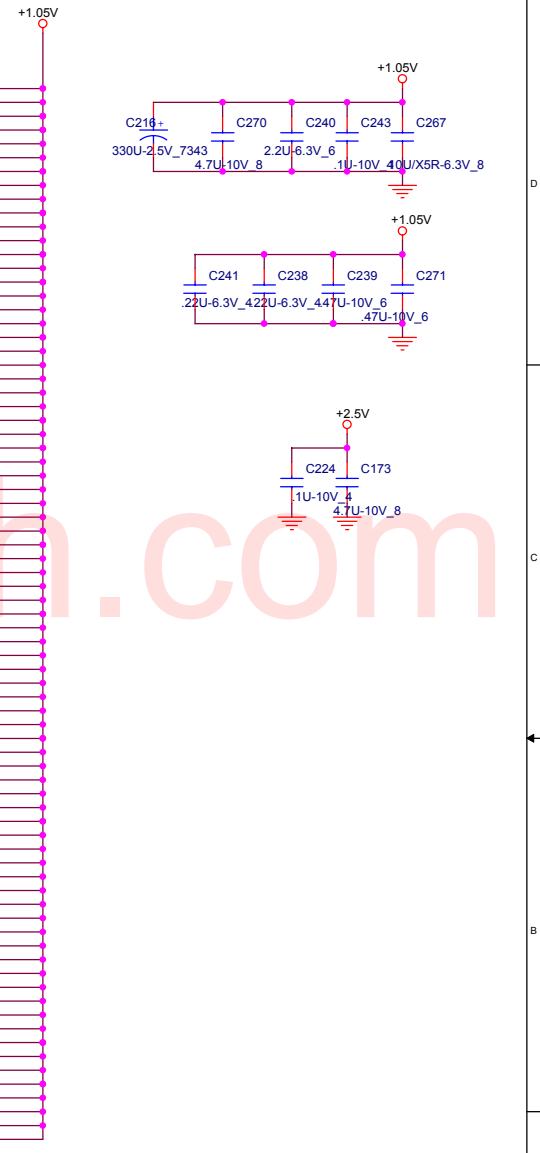 +1.05V
+1.05V
C216 + C270 C240 C243 C267
330U-2.5V_7343 2.2U-6.3V_6
4.7U-10V_8 .1U-10V_4 10U/X5R-6.3V_8
D
+1.05V
C241 C238 C239 C271
.22U-6.3V_4 .22U-6.3V_4 .47U-10V_6
.47U-10V_6
+2.5V
C224 C173
.1U-10V_4
4.7U-10V_8
h.com
C
B